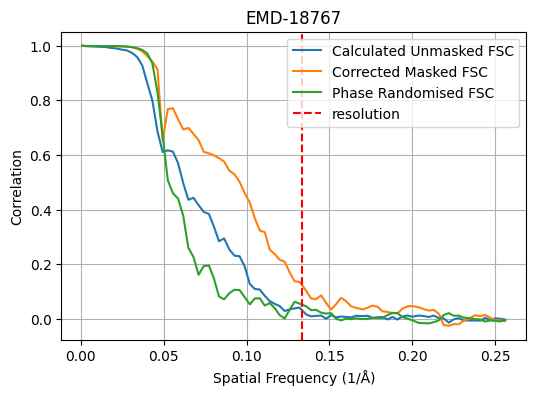 EMD-18767
1.0
0.8
0.6
0.4
0.2
0.0
Correlation
Calculated Unmasked FSC
Corrected Masked FSC
Phase Randomised FSC
resolution
0.00 0.05 0.10 0.15 0.20 0.25
Spatial Frequency (1/Å)